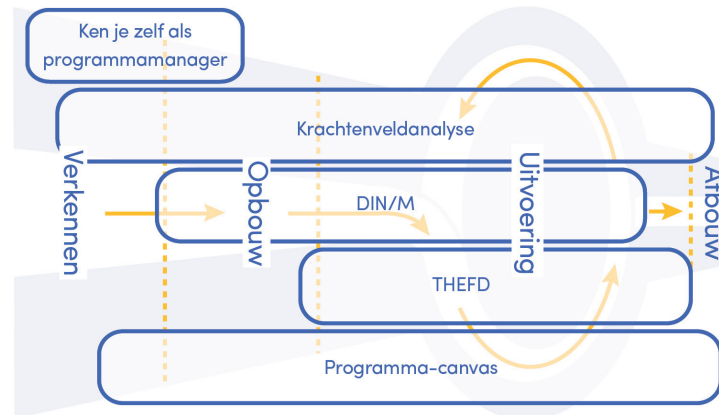 Ken je zelf als
programmamanager
Krachtenveldanalyse
Verkennen
Opbouw
DIN/M
Uitvoering
Afbouw
THEFD
Programma-canvas